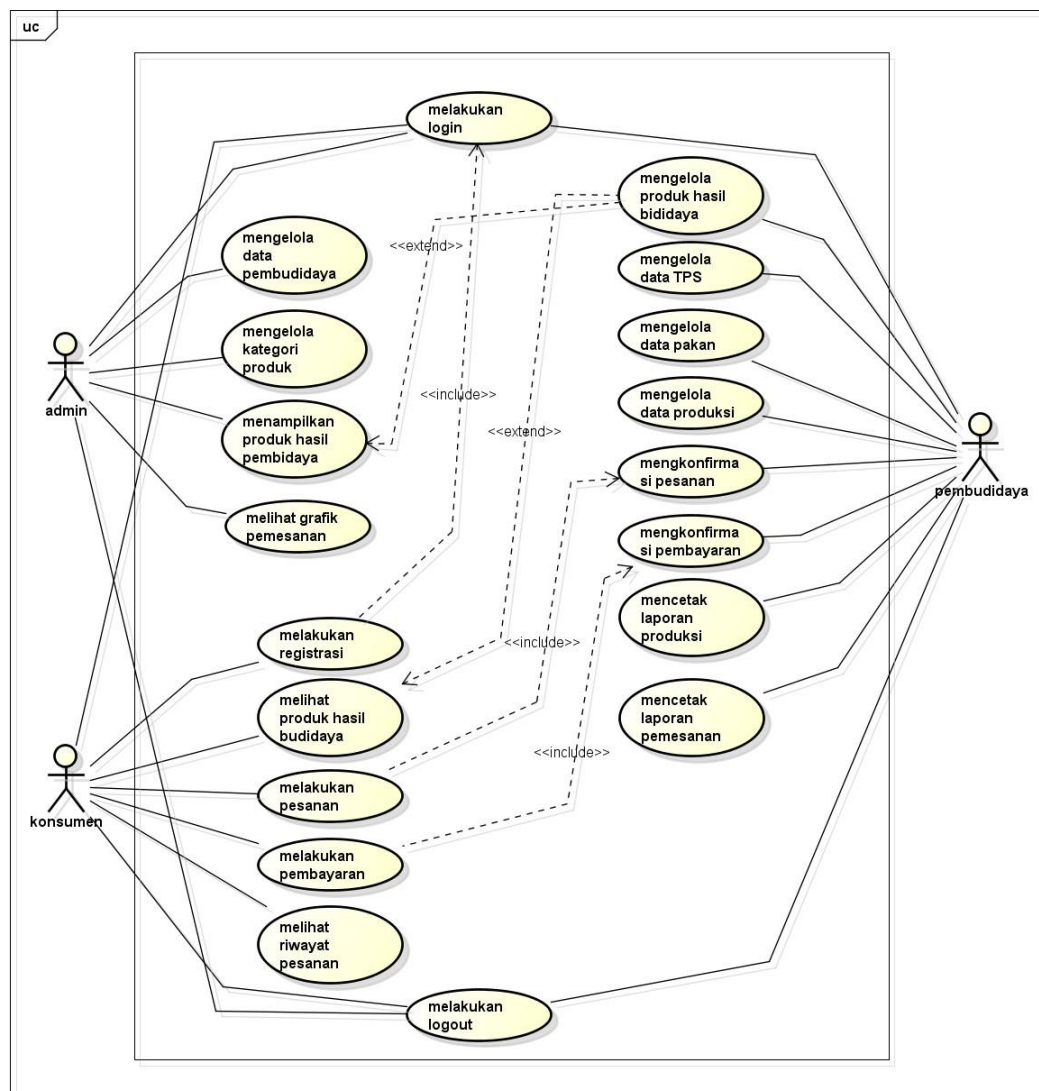 uc
melakukan
login
mengelola
produk hasil
bididaya
<<extend>>
mengelola
data
pembudidaya
mengelola
data TPS
mengelola
kategori
produk
mengelola
data pakan
admin
<<include>>
mengelola
data produksi
menampilkan
produk hasil
pembidaya
<<extend>>
mengkonfirma
si pesanan
pembudidaya
melihat grafik
pemesanan
mengkonfirma
si pembayaran
mencetak
laporan
produksi
melakukan
registrasi
<<include>>
melihat
produk hasil
budidaya
mencetak
laporan
pemesanan
<<include>>
melakukan
pesanan
konsumen
melakukan
pembayaran
melihat
riwayat
pesanan
melakukan
logout